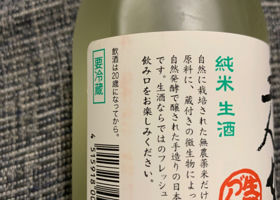 純米 生酒
自然に栽培された無農薬米だけ
原料に、蔵付きの微生物によっ
自然発酵で醸された手造りの日本
です。生酒ならではのフレッシュ
飲み口をお楽しみください。
要冷蔵
飲酒は20歳になってから。
4 515918 0